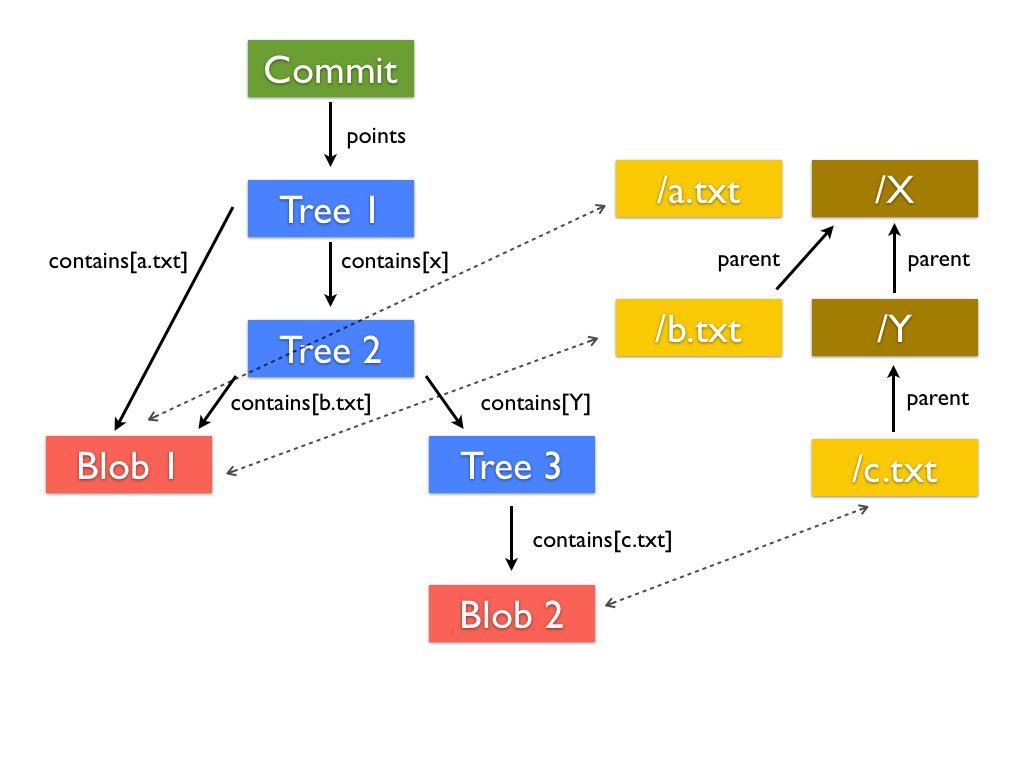 Commit
points
Tree 1
/a.txt
/X
contains[a.txt]
contains[x]
parent
parent
Tree 2
/b.txt
/Y
contains[b.txt]
contains[Y]
parent
Blob 1
Tree 3
/c.txt
contains[c.txt]
Blob 2